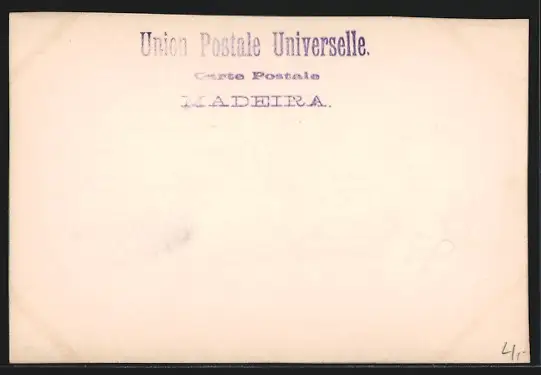 Union Postale Universelle.
Carte Postale
MADEIRA.
4,-